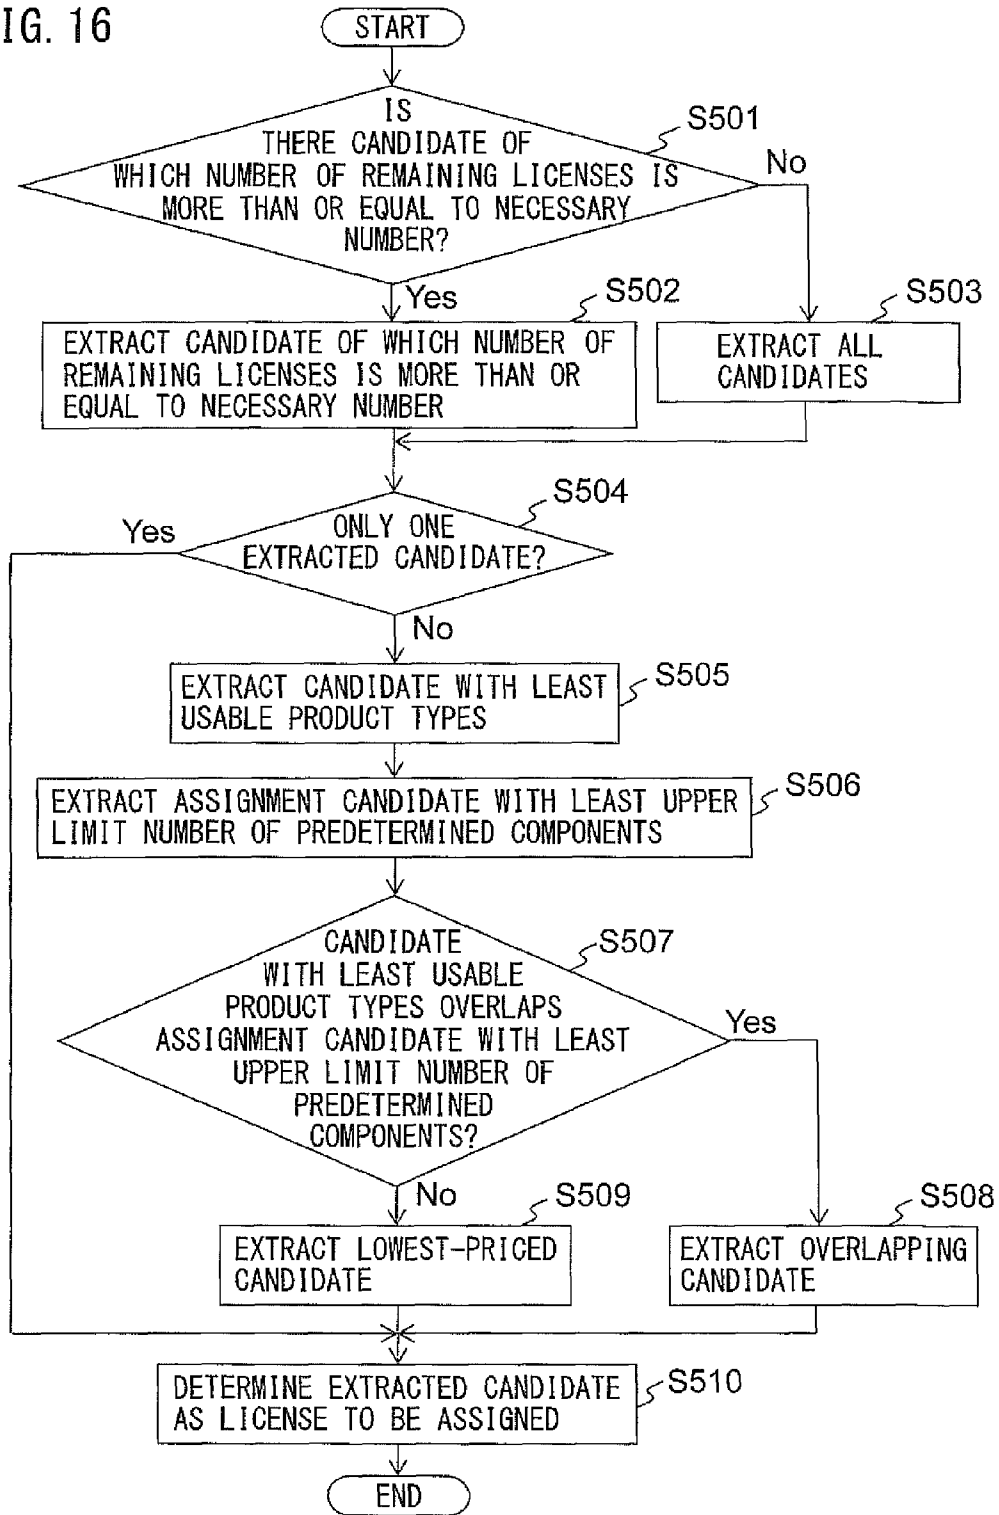 IG. 16
START
IS
THERE CANDIDATE OF
WHICH NUMBER OF REMAINING LICENSES IS
MORE THAN OR EQUAL TO NECESSARY
NUMBER?
S501
No
Yes
S502
EXTRACT CANDIDATE OF WHICH NUMBER OF
REMAINING LICENSES IS MORE THAN OR
EQUAL TO NECESSARY NUMBER
S503
EXTRACT ALL
CANDIDATES
S504
ONLY ONE
EXTRACTED CANDIDATE?
Yes
No
S505
EXTRACT CANDIDATE WITH LEAST
USABLE PRODUCT TYPES
S506
EXTRACT ASSIGNMENT CANDIDATE WITH LEAST UPPER
LIMIT NUMBER OF PREDETERMINED COMPONENTS
S507
CANDIDATE
WITH LEAST USABLE
PRODUCT TYPES OVERLAPS
ASSIGNMENT CANDIDATE WITH LEAST
UPPER LIMIT NUMBER OF
PREDETERMINED
COMPONENTS?
Yes
No
S509
EXTRACT LOWEST-PRICED
CANDIDATE
S508
EXTRACT OVERLAPPING
CANDIDATE
S510
DETERMINE EXTRACTED CANDIDATE
AS LICENSE TO BE ASSIGNED
END